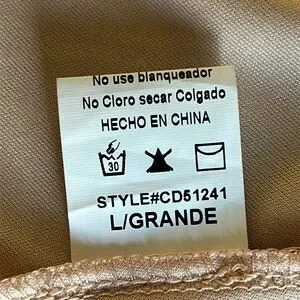 No use blanqueador
No Cloro secar Colgado
HECHO EN CHINA
30
STYLE#CD51241
L/GRANDE